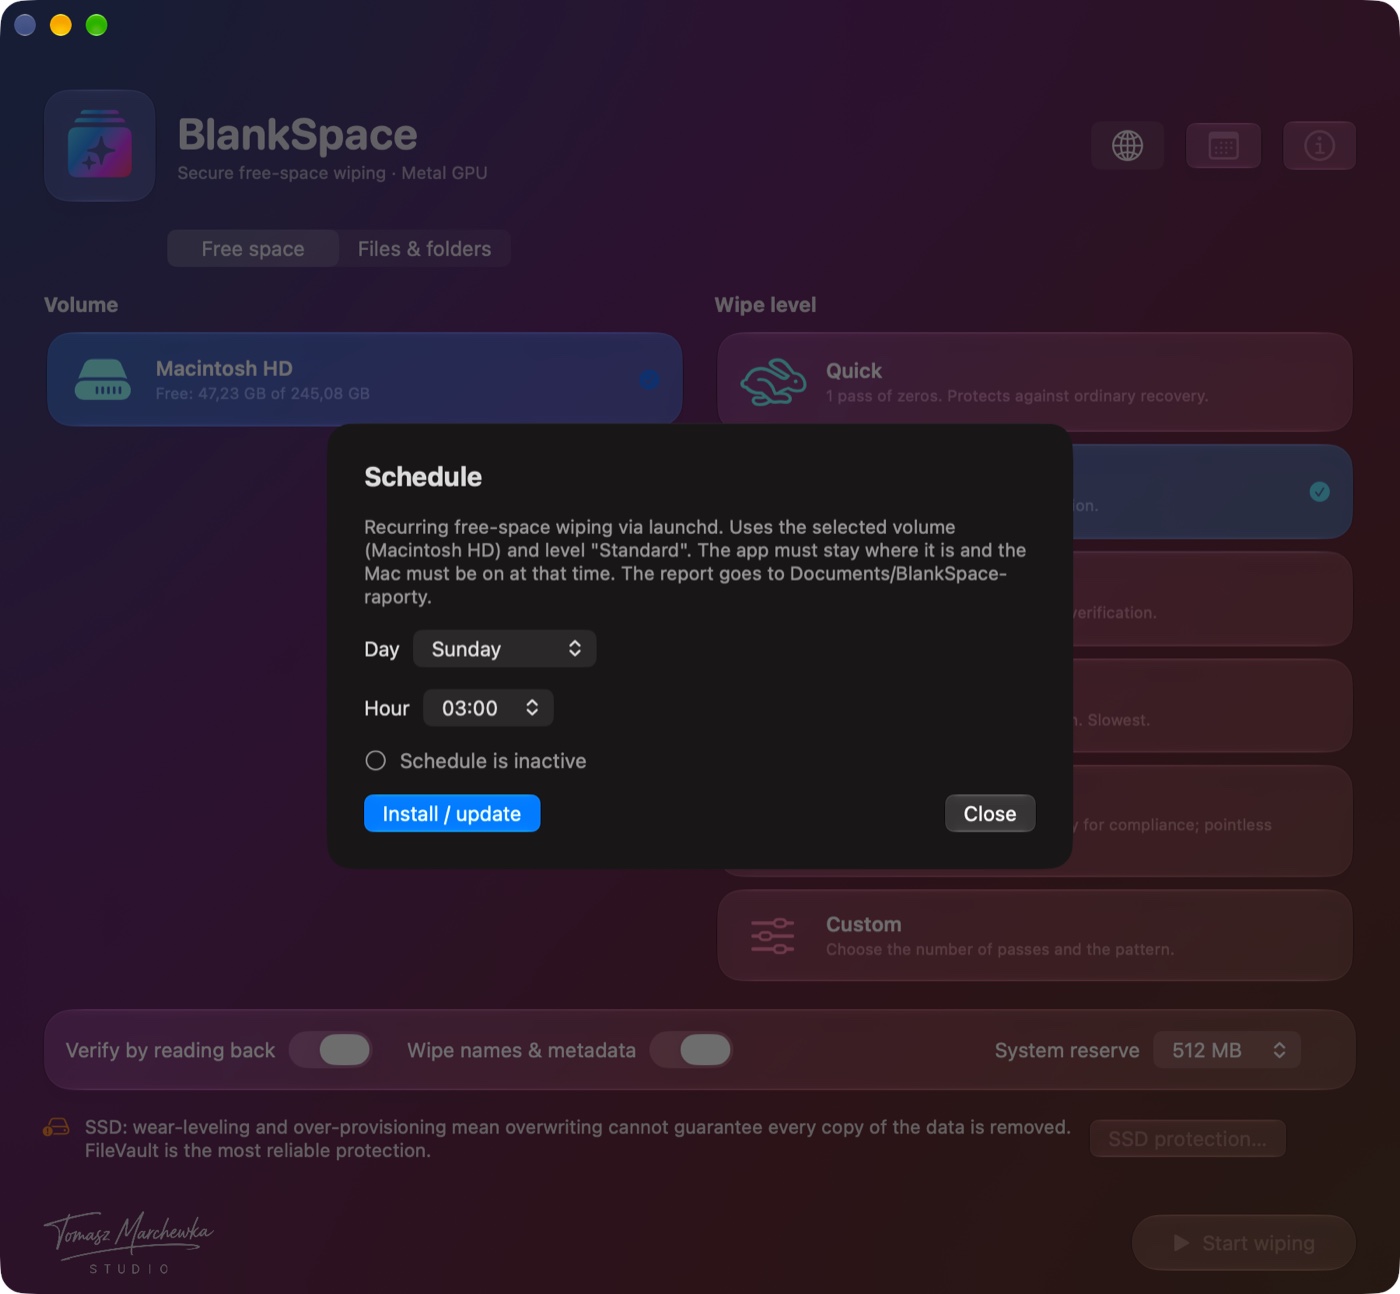 BlankSpace
Secure free-space wiping · Metal GPU
Free space
Files & folders
Volume
Macintosh HD
Free: 47,23 GB of 245,08 GB
Wipe level
Quick
1 pass of zeros. Protects against ordinary recovery.
ion.
verification.
. Slowest.
for compliance; pointless
Custom
Choose the number of passes and the pattern.
Schedule
Recurring free-space wiping via launchd. Uses the selected volume
(Macintosh HD) and level "Standard". The app must stay where it is and the
Mac must be on at that time. The report goes to Documents/BlankSpace-
raporty.
Day Sunday
Hour 03:00
Schedule is inactive
Install / update
Close
Verify by reading back
Wipe names & metadata
System reserve 512 MB
SSD: wear-leveling and over-provisioning mean overwriting cannot guarantee every copy of the data is removed.
FileVault is the most reliable protection.
SSD protection...
Tomasz Marchewka
STUDIO
Start wiping